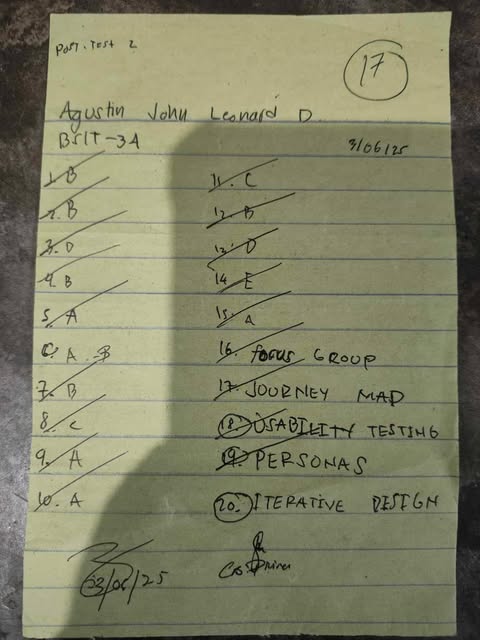 Post. Test 2
17
Agustin John Leonard D
BSIT-3A
3/06/25
1. B
2. B
3. D
4. B
5. A
6. A B
7. B
8. C
9. A
10. A
11. C
12. B
13. D
14. E
15. A
16. focus GROUP
17. JOURNEY MAP
18. USABILITY TESTING
19. PERSONAS
20. ITERATIVE DESIGN
03/06/25